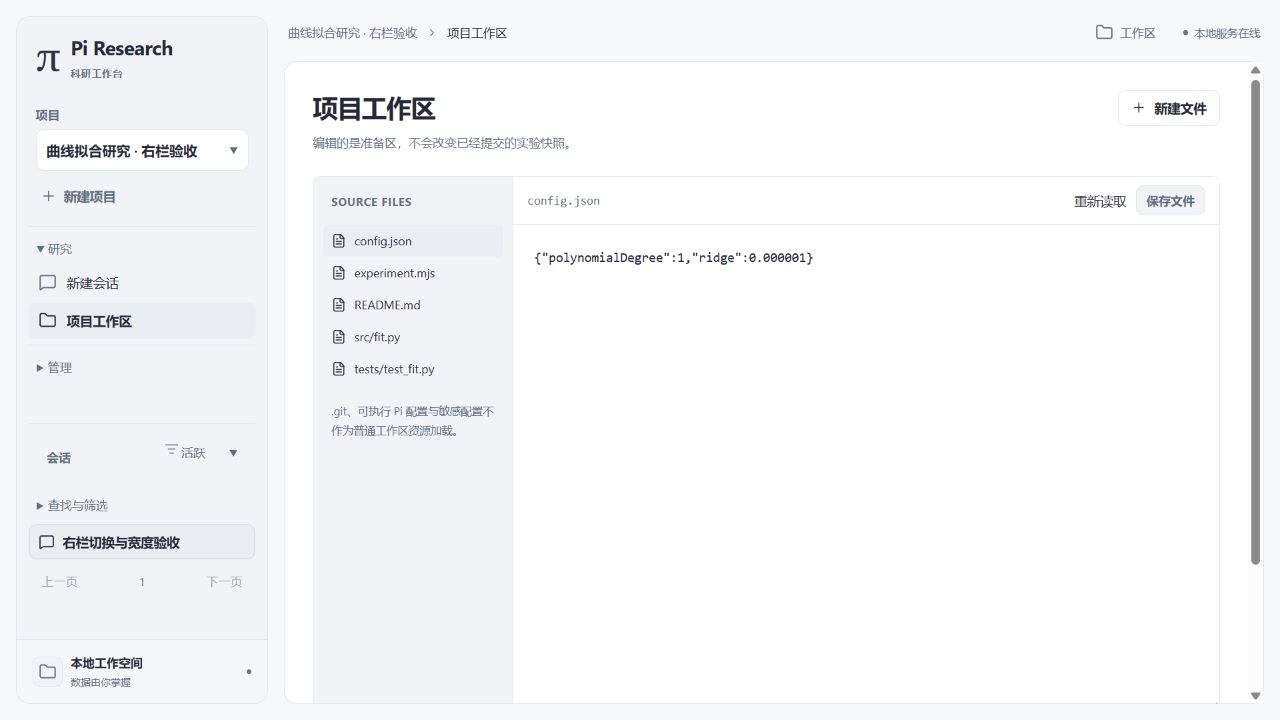 π Pi Research
科研工作台
项目
曲线拟合研究 · 右栏验收
新建项目
研究
新建会话
项目工作区
管理
会话
活跃
查找与筛选
右栏切换与宽度验收
上一页 1 下一页
本地工作空间
数据由你掌握
曲线拟合研究 · 右栏验收 › 项目工作区
工作区
本地服务在线
项目工作区
编辑的是准备区，不会改变已经提交的实验快照。
+ 新建文件
SOURCE FILES
config.json
experiment.mjs
README.md
src/fit.py
tests/test_fit.py
.git、可执行 Pi 配置与敏感配置不
作为普通工作区资源加载。
config.json
重新读取
保存文件
{"polynomialDegree":1,"ridge":0.000001}